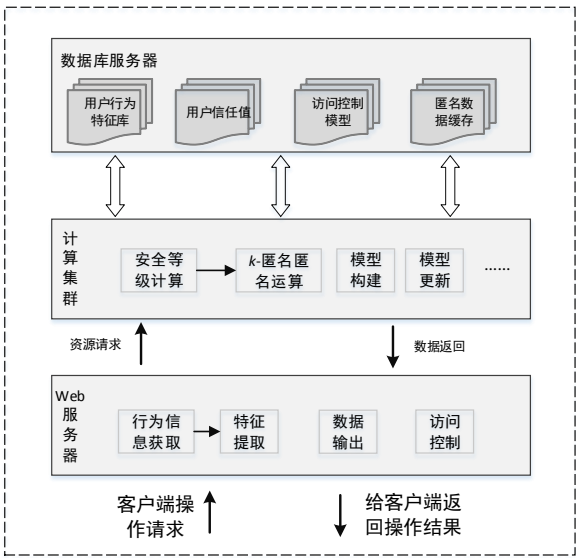 数据库服务器
用户行为
特征库
用户信任值
访问控制
模型
匿名数
据缓存
计
算
集
群
安全等
级计算
k-匿名匿
名运算
模型
构建
模型
更新
……
资源请求
数据返回
Web
服
务
器
行为信
息获取
特征
提取
数据
输出
访问
控制
客户端操
作请求
给客户端返
回操作结果